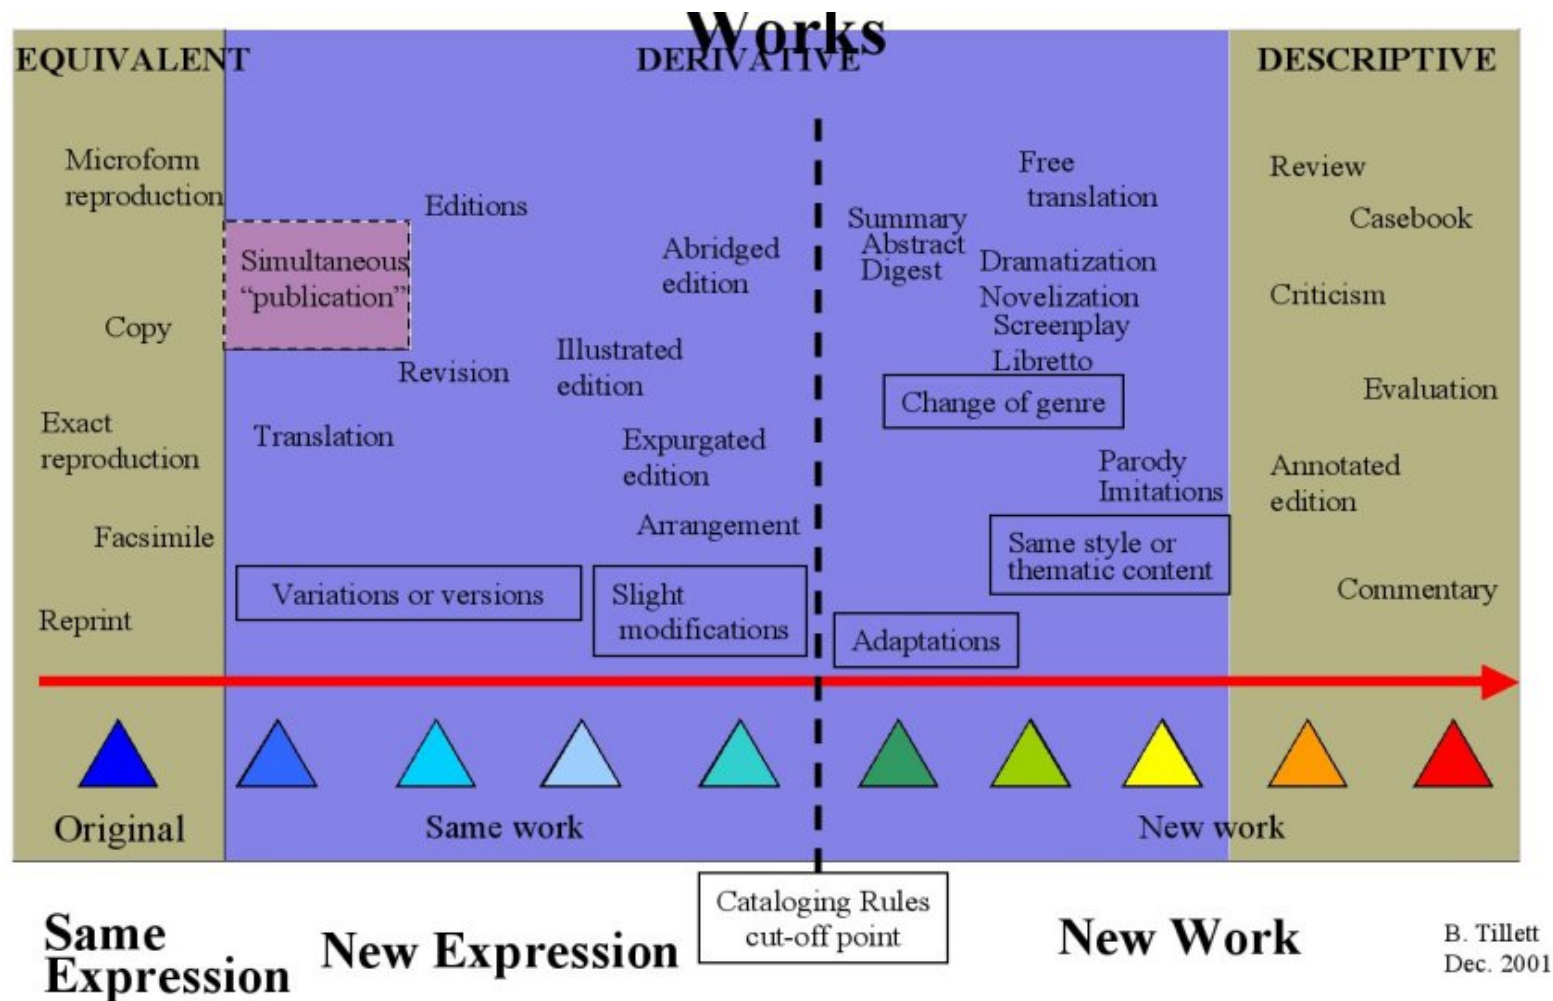 Works
EQUIVALENT
DERIVATIVE
DESCRIPTIVE
Microform
reproduction
Copy
Exact
reproduction
Facsimile
Reprint
Simultaneous
“publication”
Editions
Revision
Translation
Illustrated
edition
Abridged
edition
Expurgated
edition
Arrangement
Variations or versions
Slight
modifications
Summary
Abstract
Digest
Free
translation
Dramatization
Novelization
Screenplay
Libretto
Change of genre
Parody
Imitations
Same style or
thematic content
Adaptations
Review
Casebook
Criticism
Evaluation
Annotated
edition
Commentary
Original
Same work
New work
Same
Expression
New Expression
Cataloging Rules
cut-off point
New Work
B. Tillett
Dec. 2001